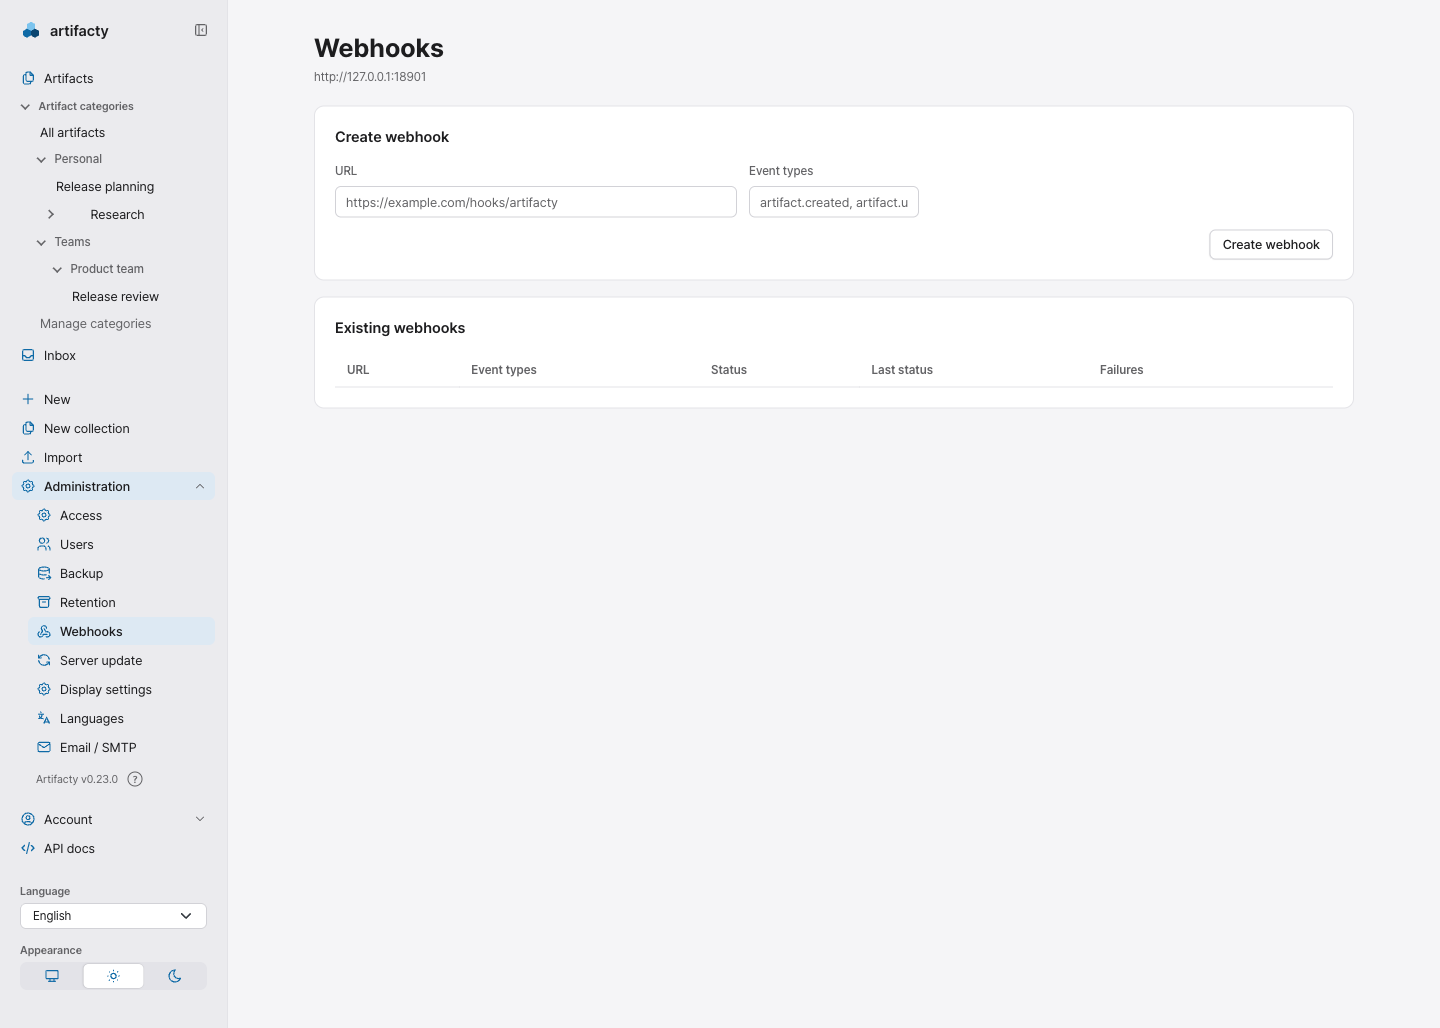 artifacty
Artifacts
Artifact categories
All artifacts
Personal
Release planning
Research
Teams
Product team
Release review
Manage categories
Inbox
New
New collection
Import
Administration
Access
Users
Backup
Retention
Webhooks
Server update
Display settings
Languages
Email / SMTP
Artifacty v0.23.0 ?
Account
API docs
Language
English
Appearance
Webhooks
http://127.0.0.1:18901
Create webhook
URL Event types
https://example.com/hooks/artifacty artifact.created, artifact.u
Create webhook
Existing webhooks
URL Event types Status Last status Failures